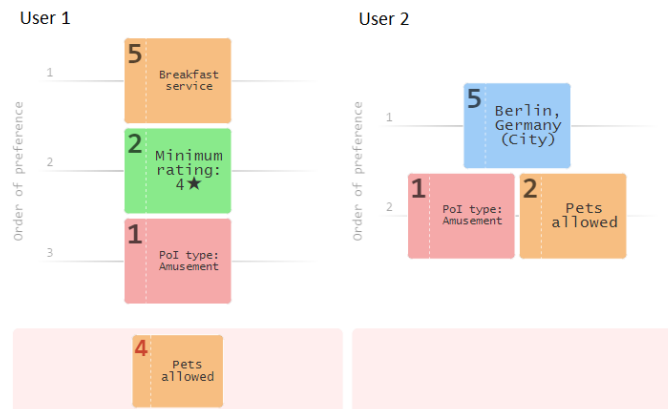 User 1
Order of preference
1
5
Breakfast
service
2
2
Minimum
rating:
4★
3
1
PoI type:
Amusement
4
Pets
allowed
User 2
Order of preference
1
5
Berlin,
Germany
(City)
2
1
PoI type:
Amusement
2
Pets
allowed